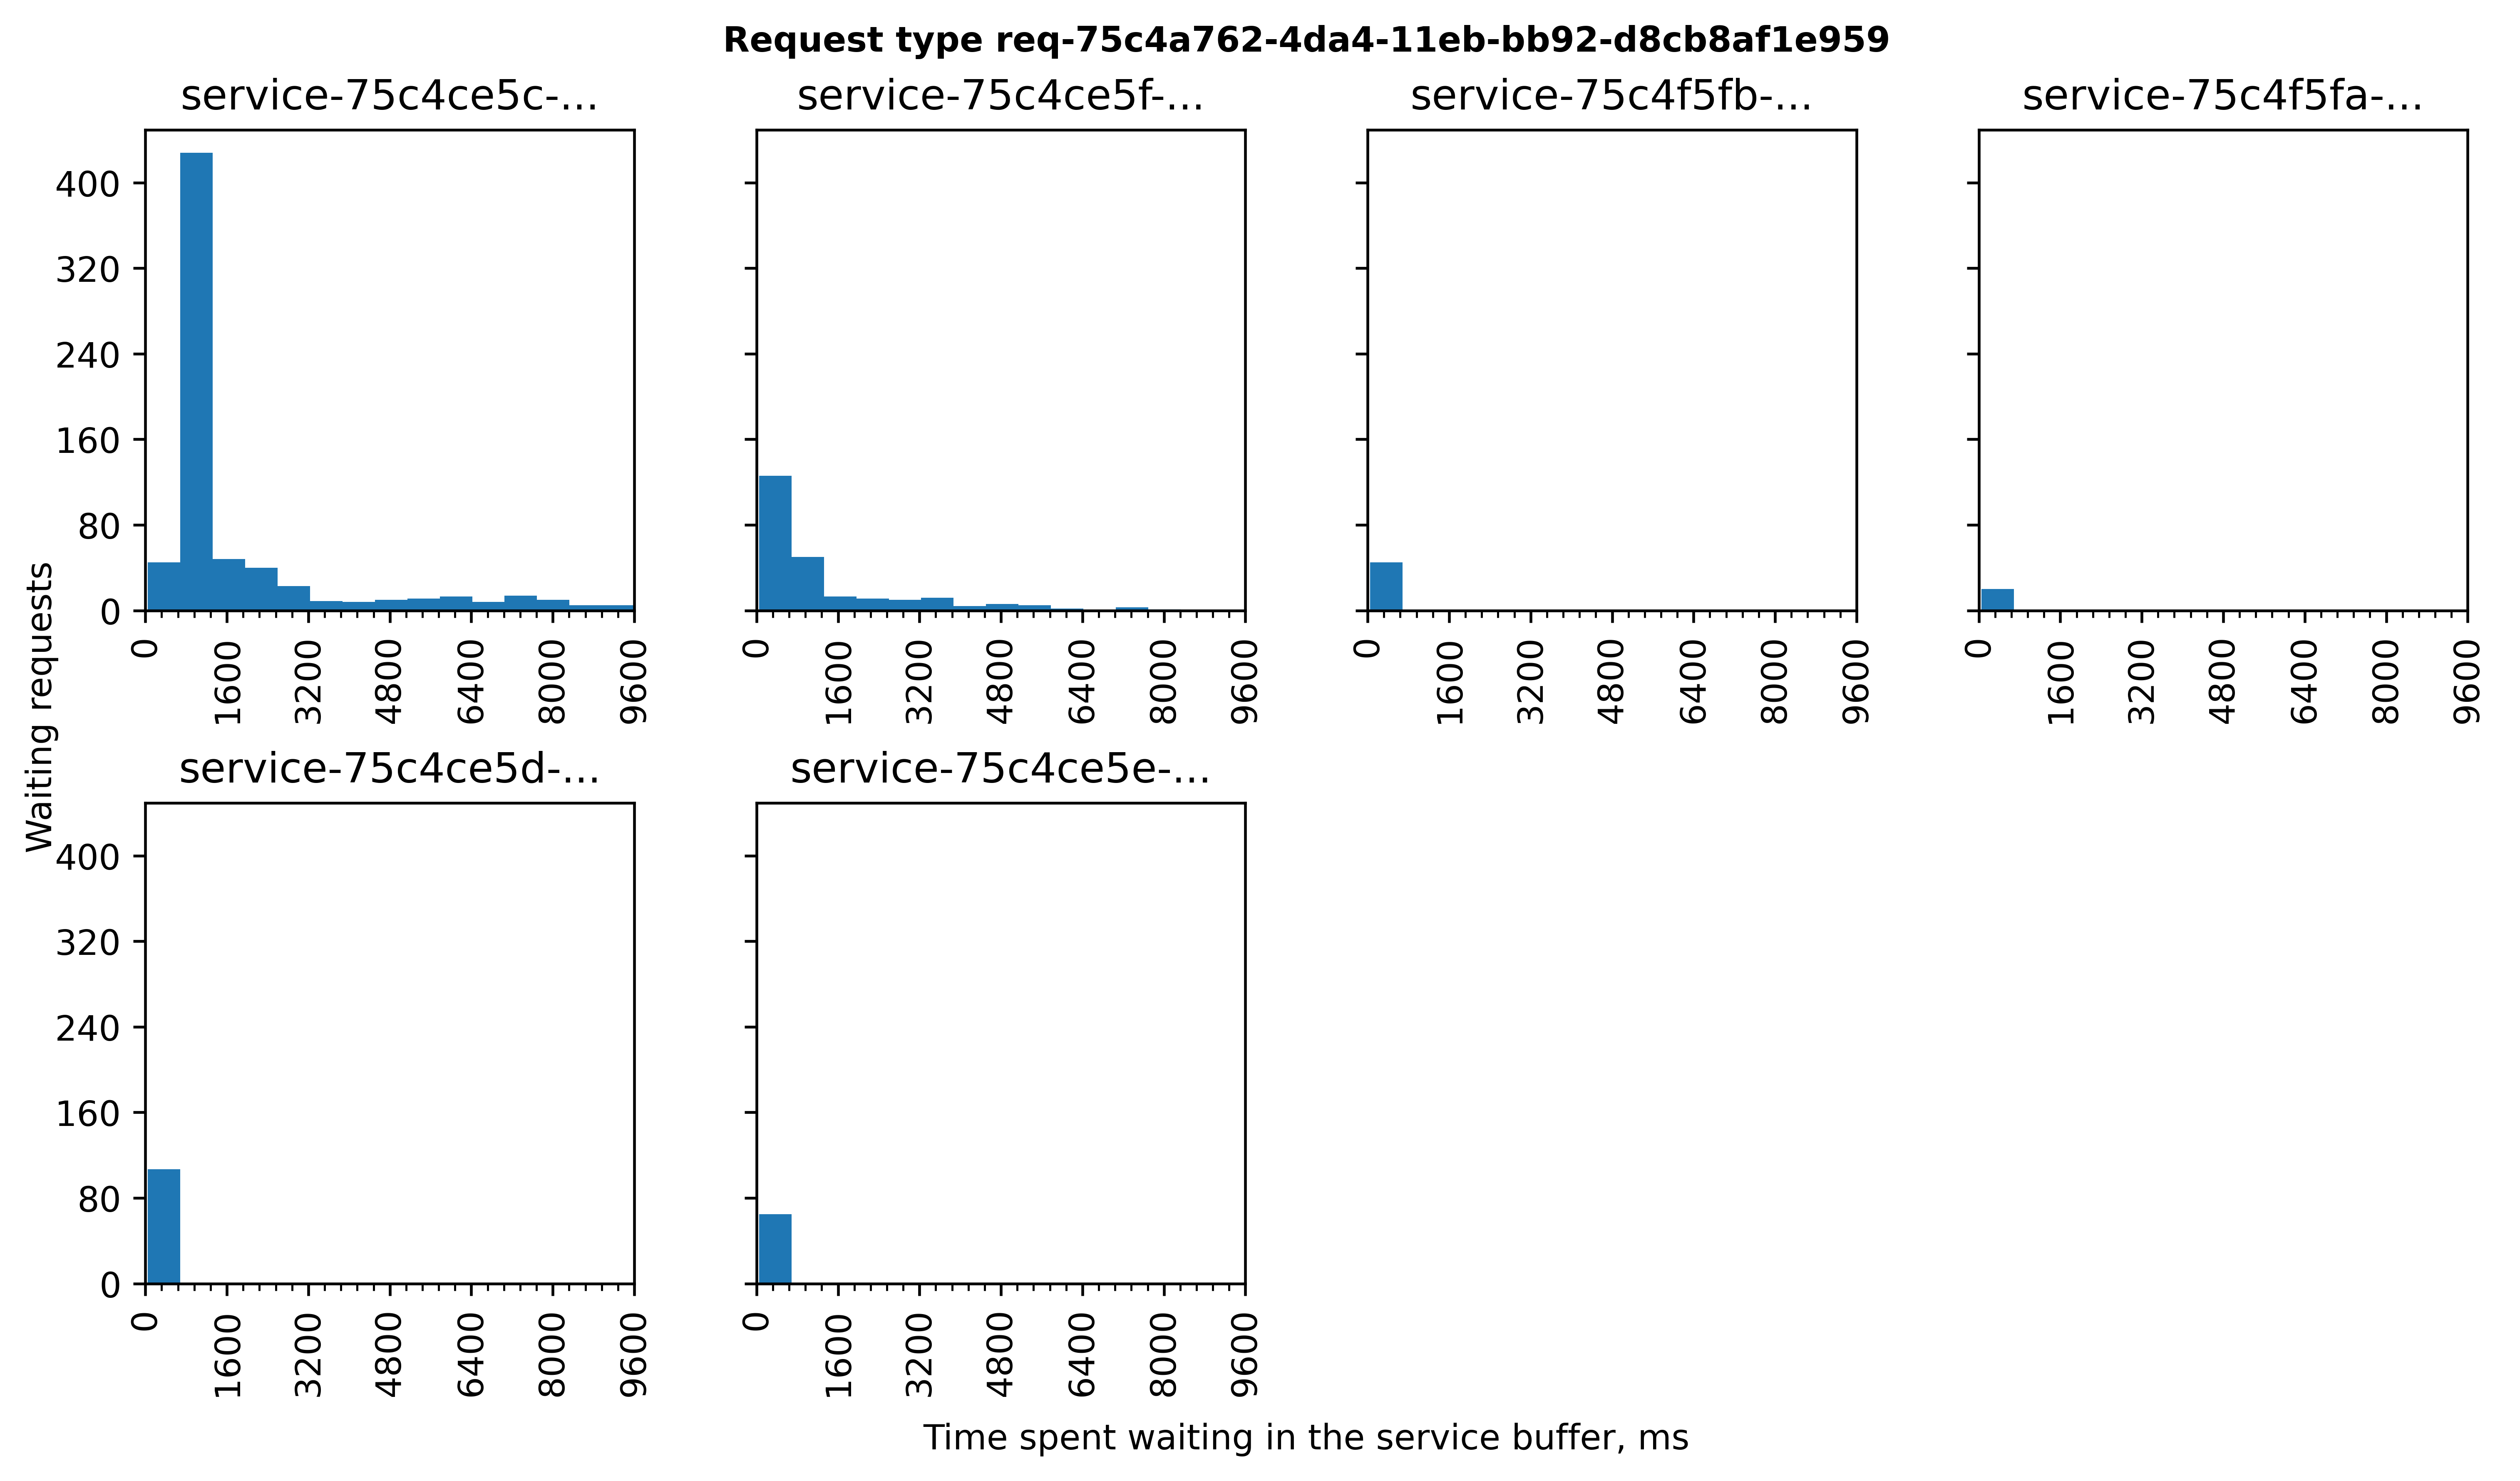 Request type req-75c4a762-4da4-11eb-bb92-d8cb8af1e959
service-75c4ce5c-...
service-75c4ce5f-...
service-75c4f5fb-...
service-75c4f5fa-...
400
320
240
160
80
0
0 1600 3200 4800 6400 8000 9600
0 1600 3200 4800 6400 8000 9600
0 1600 3200 4800 6400 8000 9600
0 1600 3200 4800 6400 8000 9600
Waiting requests
service-75c4ce5d-...
service-75c4ce5e-...
400
320
240
160
80
0
0 1600 3200 4800 6400 8000 9600
0 1600 3200 4800 6400 8000 9600
Time spent waiting in the service buffer, ms